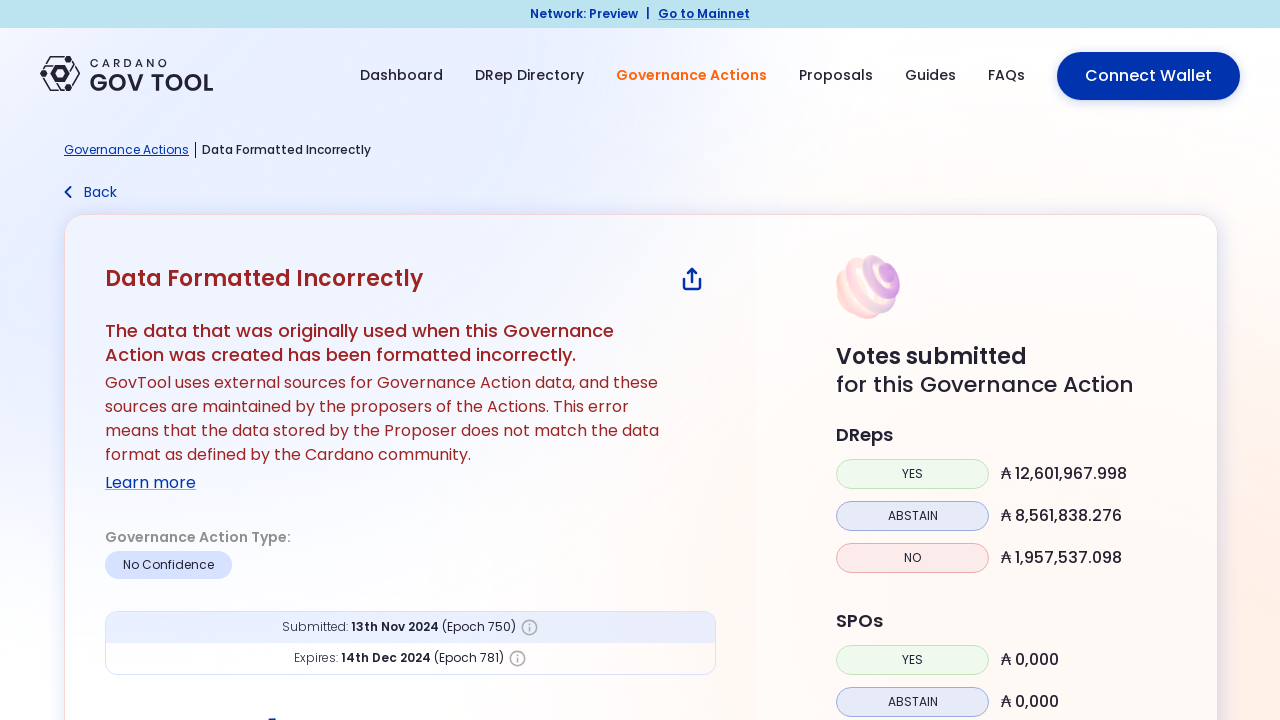 Network: Preview | Go to Mainnet
CARDANO
GOV TOOL
Dashboard
DRep Directory
Governance Actions
Proposals
Guides
FAQs
Connect Wallet
Governance Actions | Data Formatted Incorrectly
Back
Data Formatted Incorrectly
The data that was originally used when this Governance
Action was created has been formatted incorrectly.
GovTool uses external sources for Governance Action data, and these
sources are maintained by the proposers of the Actions. This error
means that the data stored by the Proposer does not match the data
format as defined by the Cardano community.
Learn more
Governance Action Type:
No Confidence
Submitted: 13th Nov 2024 (Epoch 750)
Expires: 14th Dec 2024 (Epoch 781)
Votes submitted
for this Governance Action
DReps
YES ₳ 12,601,967.998
ABSTAIN ₳ 8,561,838.276
NO ₳ 1,957,537.098
SPOs
YES ₳ 0,000
ABSTAIN ₳ 0,000